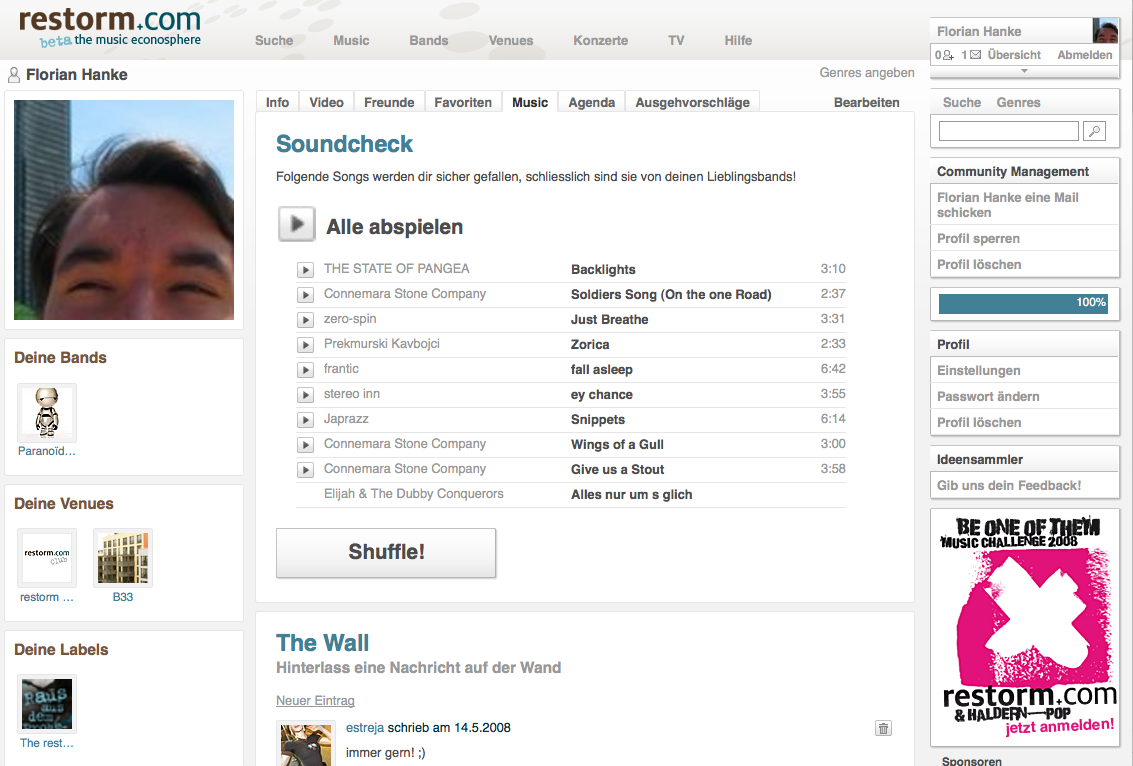 restorm.com
beta the music econosphere
Suche Music Bands Venues Konzerte TV Hilfe
Florian Hanke
0 1 Übersicht Abmelden
Florian Hanke
Genres angeben
Info Video Freunde Favoriten Music Agenda Ausgehvorschläge Bearbeiten
Soundcheck
Folgende Songs werden dir sicher gefallen, schliesslich sind sie von deinen Lieblingsbands!
Alle abspielen
THE STATE OF PANGEA Backlights 3:10
Connemara Stone Company Soldiers Song (On the one Road) 2:37
zero-spin Just Breathe 3:31
Prekmurski Kavbojci Zorica 2:33
frantic fall asleep 6:42
stereo inn ey chance 3:55
Japrazz Snippets 6:14
Connemara Stone Company Wings of a Gull 3:00
Connemara Stone Company Give us a Stout 3:58
Elijah & The Dubby Conquerors Alles nur um s glich
Shuffle!
The Wall
Hinterlass eine Nachricht auf der Wand
Neuer Eintrag
estreja schrieb am 14.5.2008
immer gern! ;)
Deine Bands
Paranoïd...
Deine Venues
restorm.com
club
restorm ...
B33
Deine Labels
Raus
aus
dem
The rest...
Suche Genres
Community Management
Florian Hanke eine Mail
schicken
Profil sperren
Profil löschen
100%
Profil
Einstellungen
Passwort ändern
Profil löschen
Ideensammler
Gib uns dein Feedback!
BE ONE OF THEM
MUSIC CHALLENGE 2008
restorm.com
& HALDERN—POP
jetzt anmelden!
Sponsoren